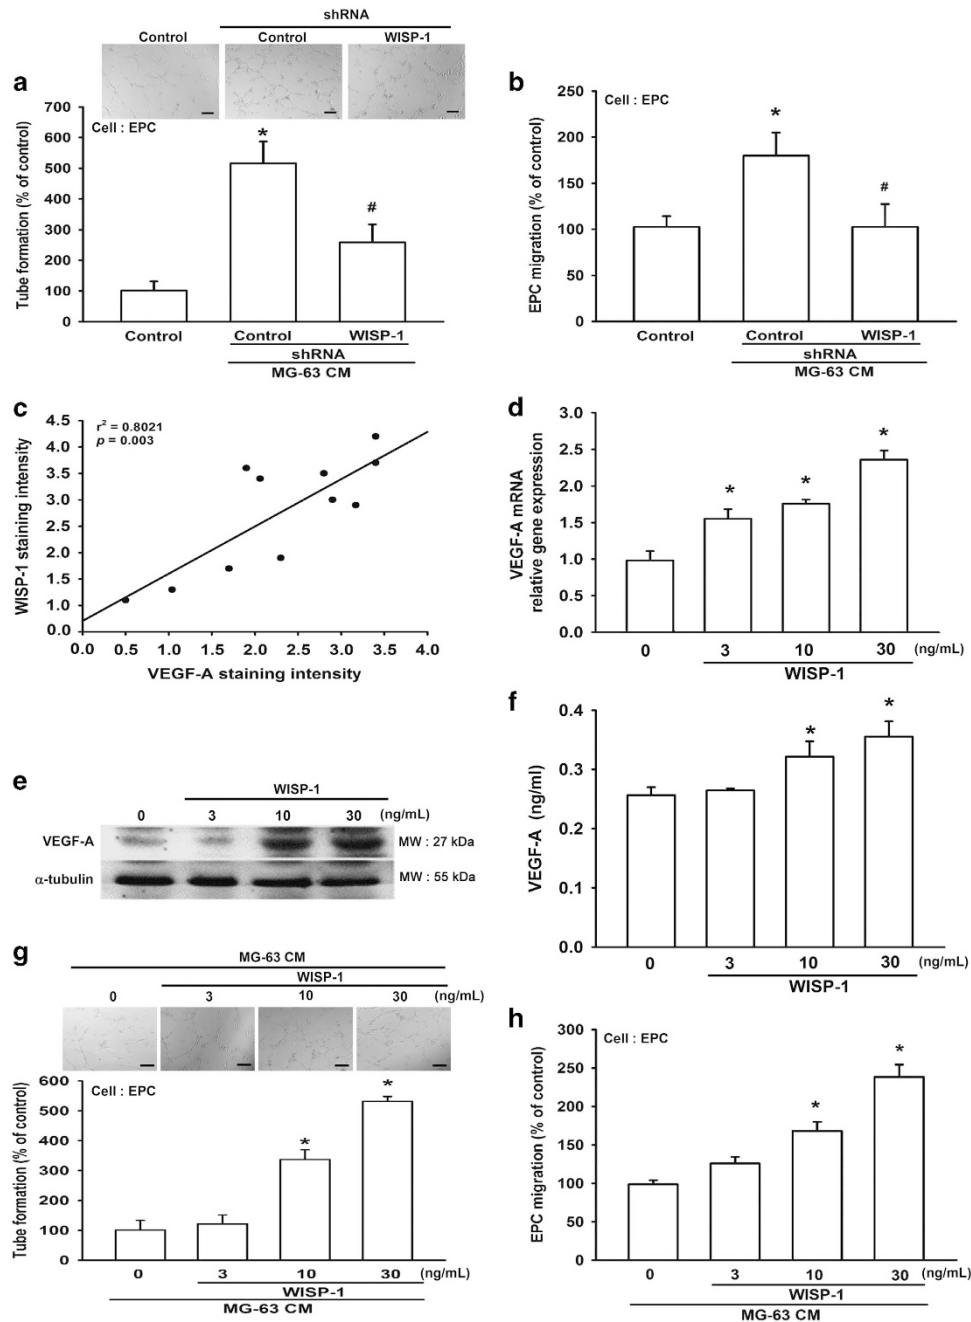 a
shRNA
Control Control WISP-1
Cell : EPC
Tube formation (% of control)
700
600
500
400
300
200
100
0
*
#
Control Control WISP-1
shRNA
MG-63 CM
b
Cell : EPC
EPC migration (% of control)
250
200
150
100
50
0
*
#
Control Control WISP-1
shRNA
MG-63 CM
c
r² = 0.8021
p = 0.003
WISP-1 staining intensity
4.5
4.0
3.5
3.0
2.5
2.0
1.5
1.0
0.0
0.0 0.5 1.0 1.5 2.0 2.5 3.0 3.5 4.0
VEGF-A staining intensity
d
VEGF-A mRNA
relative gene expression
3.0
2.5
2.0
1.5
1.0
0.5
0.0
* * *
0 3 10 30 (ng/mL)
WISP-1
e
WISP-1
0 3 10 30 (ng/mL)
VEGF-A MW : 27 kDa
α-tubulin MW : 55 kDa
f
VEGF-A (ng/ml)
0.4
0.3
0.2
0.1
0.0
* *
0 3 10 30 (ng/mL)
WISP-1
g
MG-63 CM
WISP-1
0 3 10 30 (ng/mL)
Cell : EPC
Tube formation (% of control)
600
500
400
300
200
100
0
* *
0 3 10 30 (ng/mL)
WISP-1
MG-63 CM
h
Cell : EPC
EPC migration (% of control)
300
250
200
150
100
50
0
* *
0 3 10 30 (ng/mL)
WISP-1
MG-63 CM